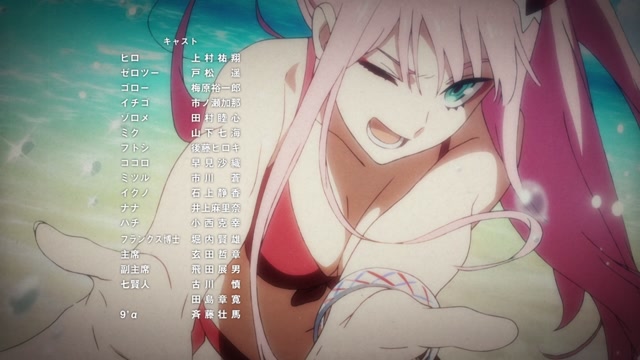 キャスト
ヒロ 上村祐翔
ゼロツー 戸松 遥
ゴロー 梅原裕一郎
イチゴ 市ノ瀬加那
ゾロメ 田村睦心
ミク 山下七海
フトシ 後藤ヒロキ
ココロ 早見沙織
ミツル 市川 蒼
イクノ 石上静香
ナナ 井上麻里奈
ハチ 小西克幸
フランクス博士 堀内賢雄
主席 玄田哲章
副主席 飛田展男
七賢人 古川 慎
田島章寛
9'α 斉藤壮馬